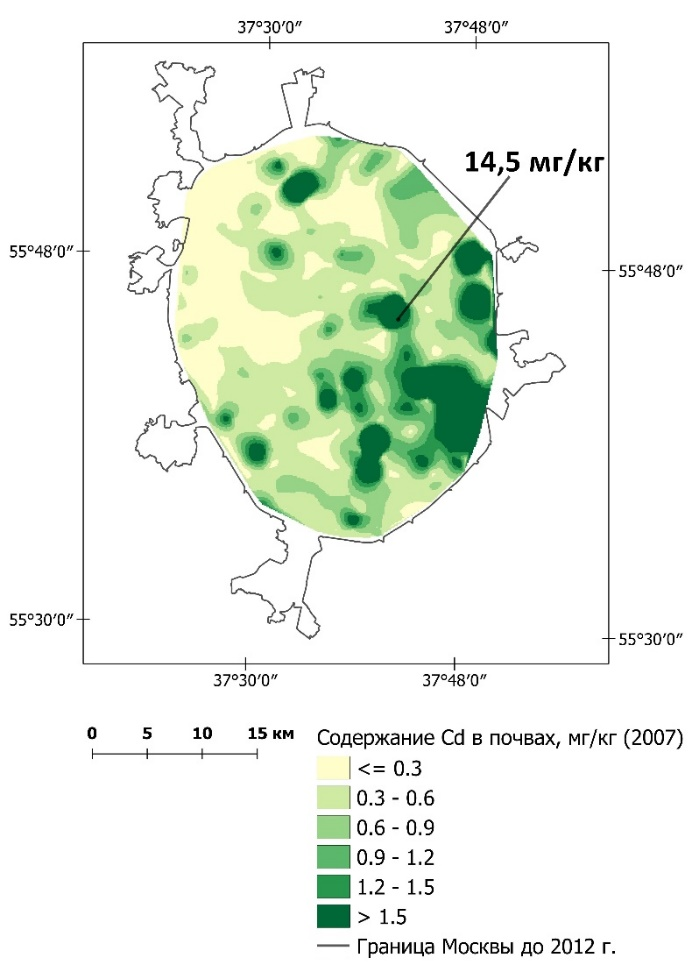 37°30′0″ 37°48′0″
14,5 мг/кг
55°48′0″
55°48′0″
55°30′0″
55°30′0″
37°30′0″ 37°48′0″
0 5 10 15 км
Содержание Cd в почвах, мг/кг (2007)
<= 0.3
0.3 - 0.6
0.6 - 0.9
0.9 - 1.2
1.2 - 1.5
> 1.5
Граница Москвы до 2012 г.